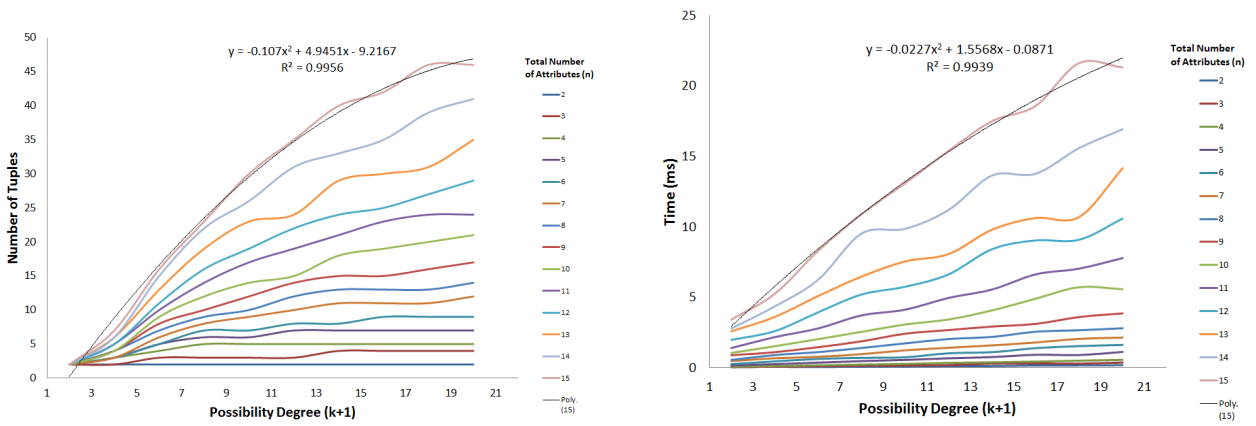 50
45
40
35
30
25
20
15
10
5
0
Number of Tuples
y = -0.107x² + 4.9451x - 9.2167
R² = 0.9956
1 3 5 7 9 11 13 15 17 19 21
Possibility Degree (k+1)
Total Number
of Attributes (n)
2
3
4
5
6
7
8
9
10
11
12
13
14
15
Poly.
(15)
25
20
15
10
5
0
Time (ms)
y = -0.0227x² + 1.5568x - 0.0871
R² = 0.9939
1 3 5 7 9 11 13 15 17 19 21
Possibility Degree (k+1)
Total Number
of Attributes (n)
2
3
4
5
6
7
8
9
10
11
12
13
14
15
Poly.
(15)